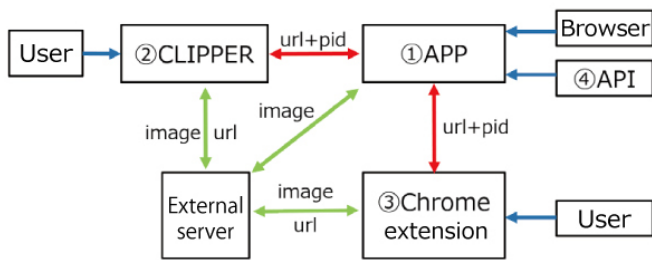 User
②CLIPPER
url+pid
①APP
Browser
④API
image
url
image
url+pid
External
server
image
url
③Chrome
extension
User